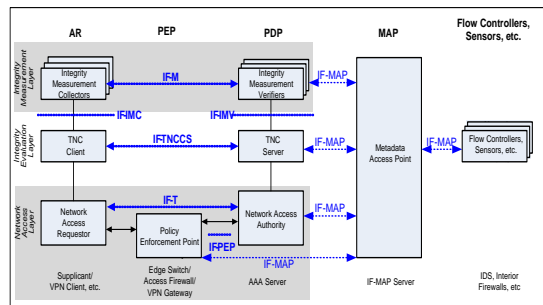 AR PEP PDP MAP Flow Controllers,
Sensors, etc.
Integrity
Measurement
Layer
Integrity
Measurement
Collectors
IF-M
Integrity
Measurement
Verifiers
IF-MAP
IF-IMC
IF-IMV
Integrity
Evaluation
Layer
TNC
Client
IF-TNCCS
TNC
Server
IF-MAP
Metadata
Access Point
IF-MAP
Flow Controllers,
Sensors, etc.
Network
Access
Layer
Network
Access
Requestor
IF-T
Policy
Enforcement Point
IF-PEP
Network Access
Authority
IF-MAP
IF-MAP
Supplicant/
VPN Client, etc.
Edge Switch/
Access Firewall/
VPN Gateway
AAA Server
IF-MAP Server
IDS, Interior
Firewalls, etc.